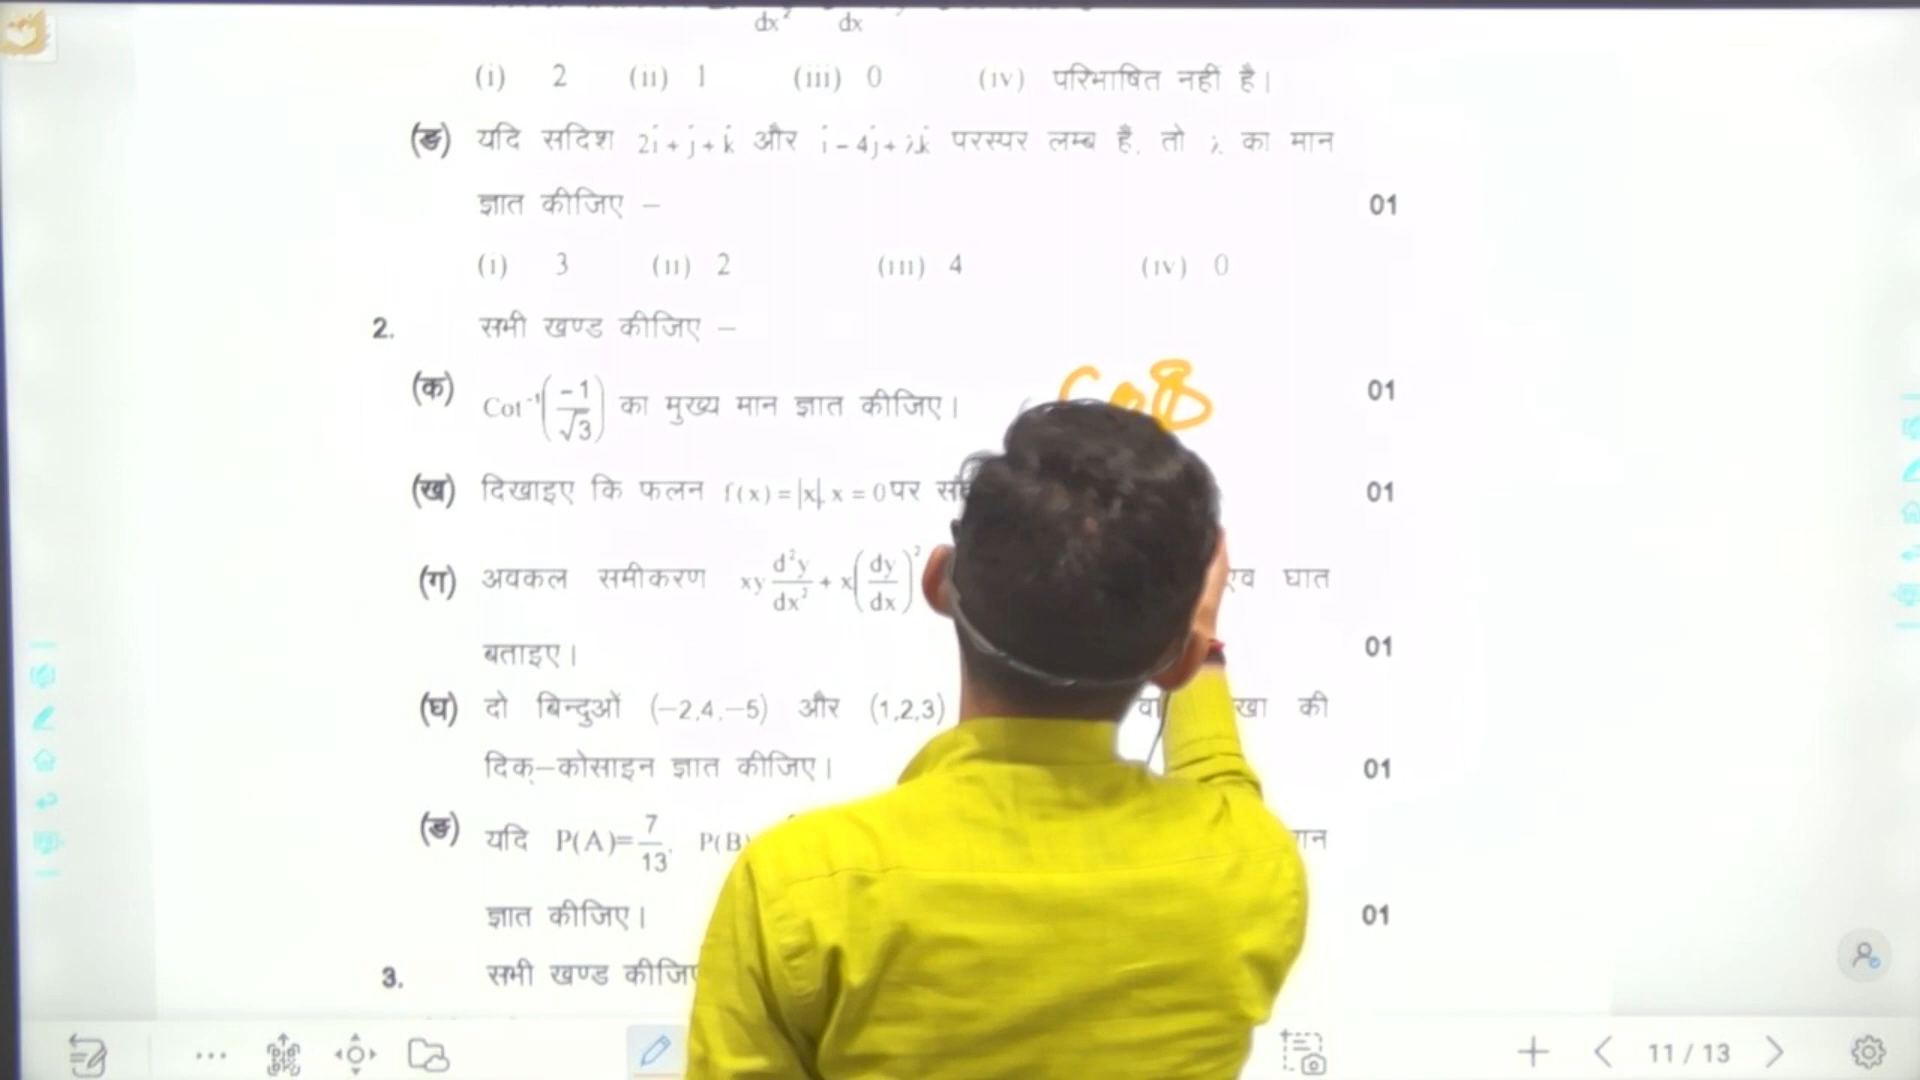 dx² dx
(i) 2 (ii) 1 (iii) 0 (iv) परिभाषित नहीं है।
(ङ) यदि सदिश 2i + j + k और i - 4j + λk परस्पर लम्ब हैं, तो λ का मान
ज्ञात कीजिए – 01
(i) 3 (ii) 2 (iii) 4 (iv) 0
2. सभी खण्ड कीजिए –
(क) Cot⁻¹(-1/√3) का मुख्य मान ज्ञात कीजिए। 01
(ख) दिखाइए कि फलन f(x) = |x|, x = 0 पर 01
(ग) अवकल समीकरण xy d²y/dx² + x(dy/dx)² एवं घात
बताइए। 01
(घ) दो बिन्दुओं (−2,4,−5) और (1,2,3) की
दिक्–कोसाइन ज्ञात कीजिए। 01
(ङ) यदि P(A)= 7/13, P(B)
ज्ञात कीजिए। 01
3. सभी खण्ड कीजिए
11 / 13